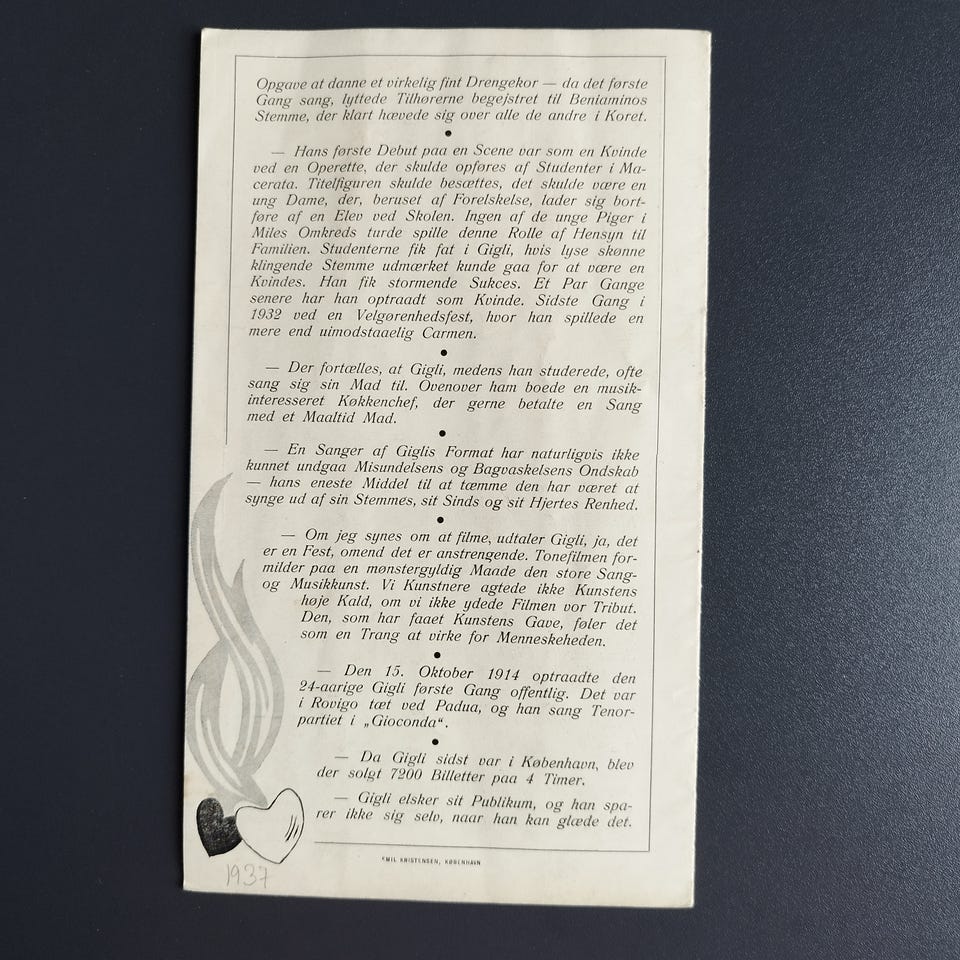 Opgave at danne et virkelig fint Drengekor — da det første
Gang sang, lyttede Tilhørerne begejstret til Beniaminos
Stemme, der klart hævede sig over alle de andre i Koret.
•
— Hans første Debut paa en Scene var som en Kvinde
ved en Operette, der skulde opføres af Studenter i Ma-
cerata. Titelfiguren skulde besættes, det skulde være en
ung Dame, der, beruset af Forelskelse, lader sig bort-
føre af en Elev ved Skolen. Ingen af de unge Piger i
Miles Omkreds turde spille denne Rolle af Hensyn til
Familien. Studenterne fik fat i Gigli, hvis lyse skønne
klingende Stemme udmærket kunde gaa for at være en
Kvindes. Han fik stormende Sukces. Et Par Gange
senere har han optraadt som Kvinde. Sidste Gang i
1932 ved en Velgørenhedsfest, hvor han spillede en
mere end uimodstaaelig Carmen.
•
— Der fortælles, at Gigli, medens han studerede, ofte
sang sig sin Mad til. Ovenover ham boede en musik-
interesseret Køkkenchef, der gerne betalte en Sang
med et Maaltid Mad.
•
— En Sanger af Giglis Format har naturligvis ikke
kunnet undgaa Misundelsens og Bagvaskelsens Ondskab
— hans eneste Middel til at tæmme den har været at
synge ud af sin Stemmes, sit Sinds og sit Hjertes Renhed.
•
— Om jeg synes om at filme, udtaler Gigli, ja, det
er en Fest, omend det er anstrengende. Tonefilmen for-
milder paa en mønstergyldig Maade den store Sang-
og Musikkunst. Vi Kunstnere agtede ikke Kunstens
høje Kald, om vi ikke ydede Filmen vor Tribut.
Den, som har faaet Kunstens Gave, føler det
som en Trang at virke for Menneskeheden.
•
— Den 15. Oktober 1914 optraadte den
24-aarige Gigli første Gang offentlig. Det var
i Rovigo tæt ved Padua, og han sang Tenor-
partiet i „Gioconda“.
•
— Da Gigli sidst var i København, blev
der solgt 7200 Billetter paa 4 Timer.
— Gigli elsker sit Publikum, og han spa-
rer ikke sig selv, naar han kan glæde det.
EMIL KRISTENSEN, KØBENHAVN
1937